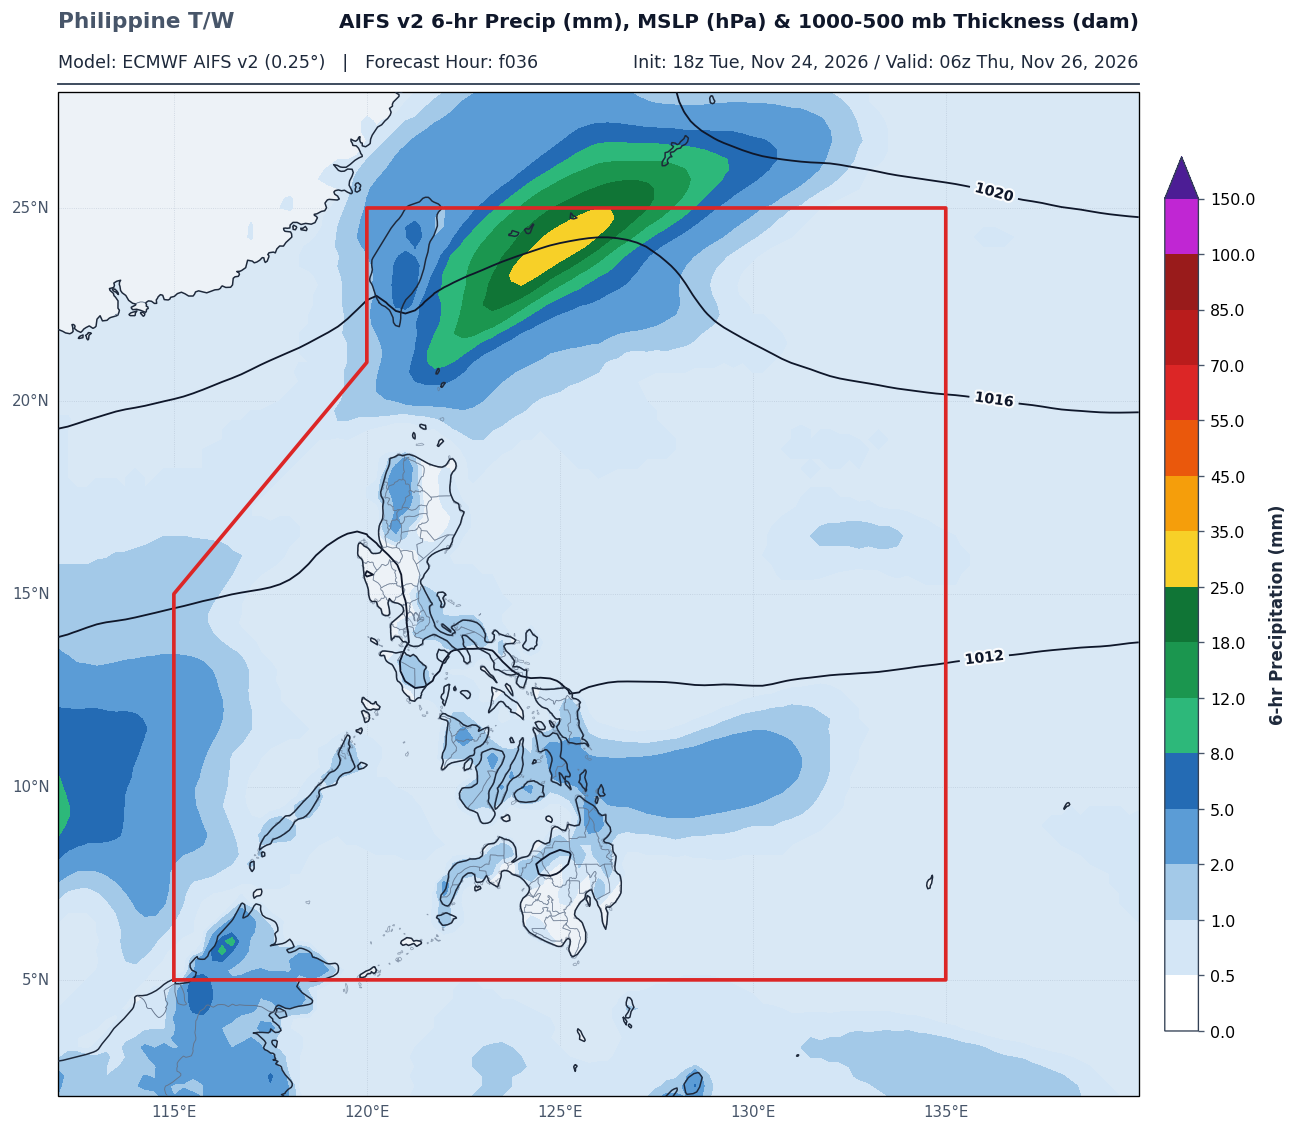 Philippine T/W
AIFS v2 6-hr Precip (mm), MSLP (hPa) & 1000-500 mb Thickness (dam)
Model: ECMWF AIFS v2 (0.25°) | Forecast Hour: f036
Init: 18z Tue, Nov 24, 2026 / Valid: 06z Thu, Nov 26, 2026
25°N
20°N
15°N
10°N
5°N
1020
1016
1012
115°E
120°E
125°E
130°E
135°E
150.0
100.0
85.0
70.0
55.0
45.0
35.0
25.0
18.0
12.0
8.0
5.0
2.0
1.0
0.5
0.0
6-hr Precipitation (mm)